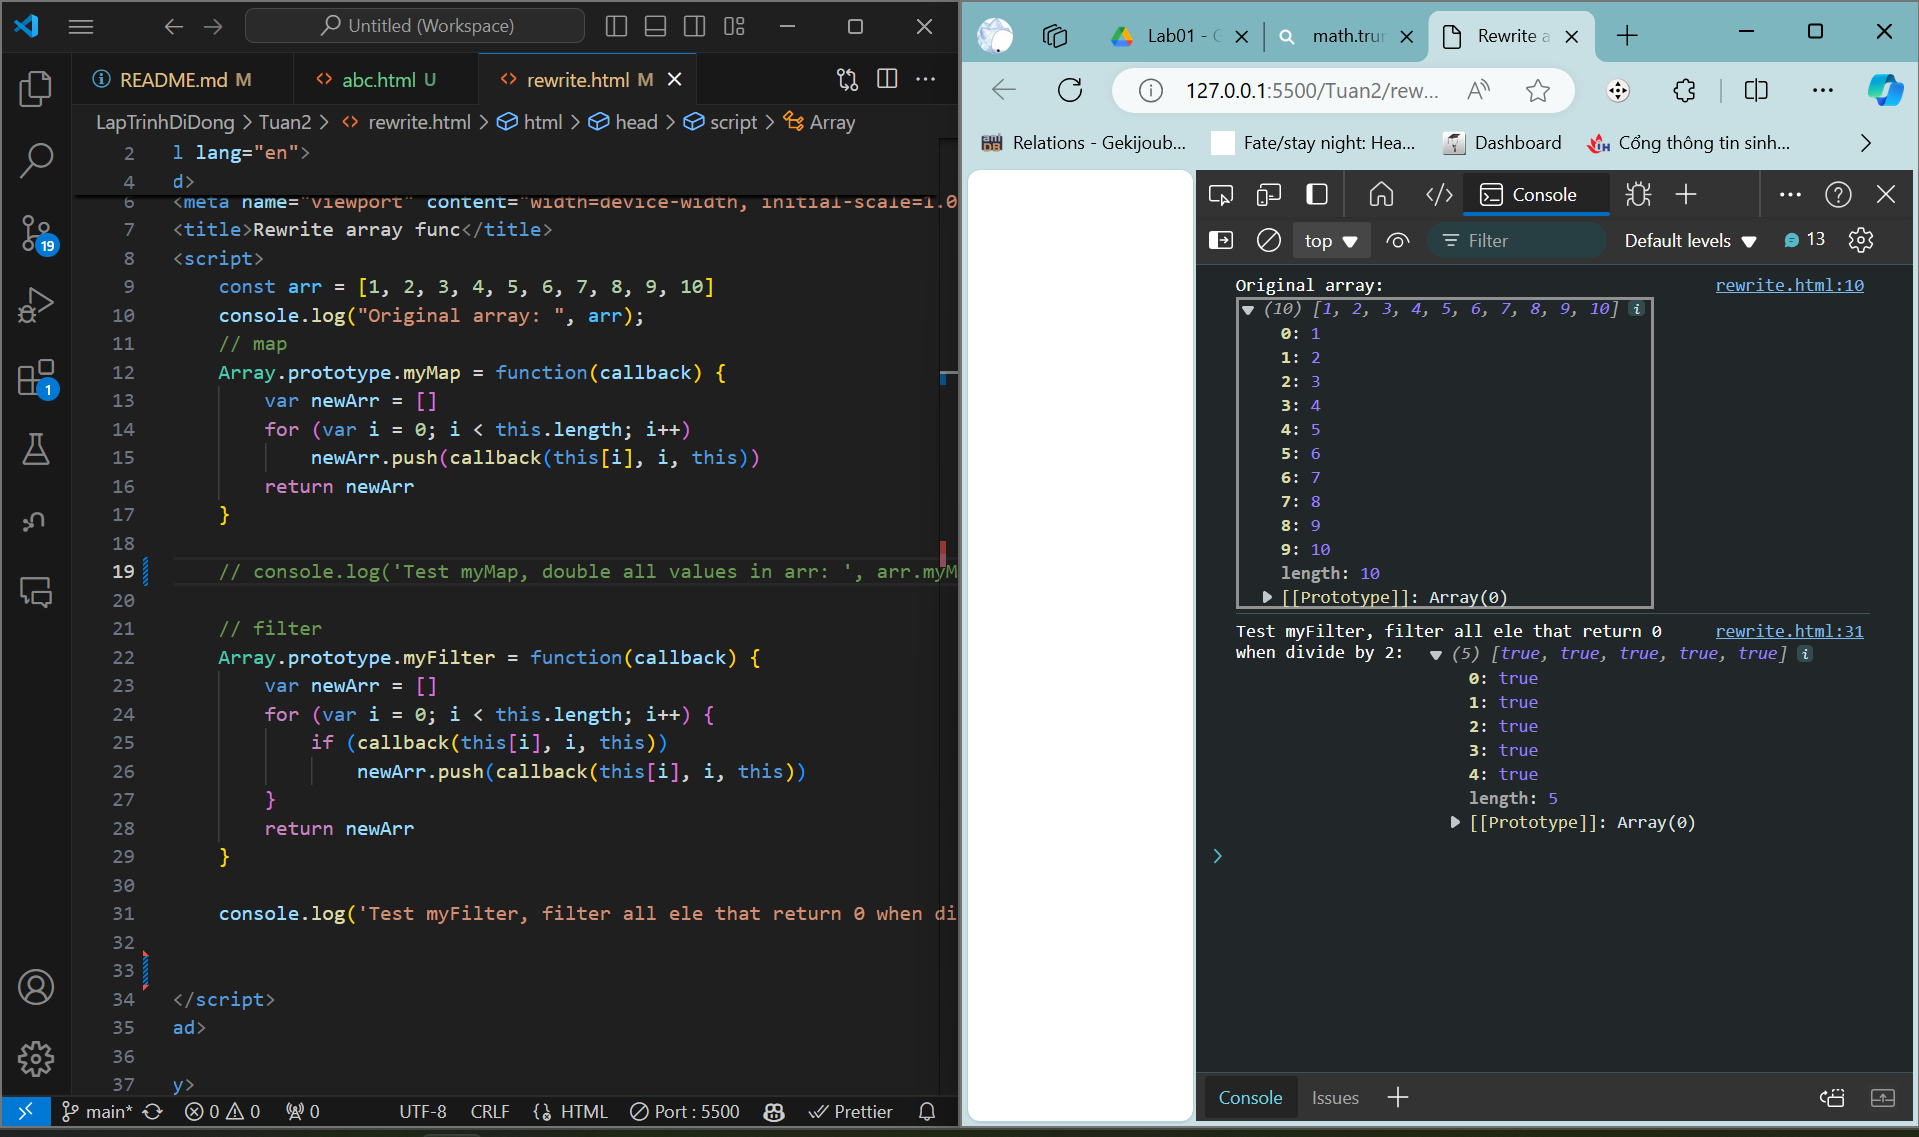 Untitled (Workspace)
README.md M
abc.html U
rewrite.html M
LapTrinhDiDong > Tuan2 > rewrite.html > html > head > script > Array
2 l lang="en">
4 d>
6 <meta name="viewport" content="width=device-width, initial-scale=1.0
7 <title>Rewrite array func</title>
8 <script>
9 const arr = [1, 2, 3, 4, 5, 6, 7, 8, 9, 10]
10 console.log("Original array: ", arr);
11 // map
12 Array.prototype.myMap = function(callback) {
13 var newArr = []
14 for (var i = 0; i < this.length; i++)
15 newArr.push(callback(this[i], i, this))
16 return newArr
17 }
18
19 // console.log('Test myMap, double all values in arr: ', arr.myM
20
21 // filter
22 Array.prototype.myFilter = function(callback) {
23 var newArr = []
24 for (var i = 0; i < this.length; i++) {
25 if (callback(this[i], i, this))
26 newArr.push(callback(this[i], i, this))
27 }
28 return newArr
29 }
30
31 console.log('Test myFilter, filter all ele that return 0 when di
32
33
34 </script>
35 ad>
36
37 y>
19
1
main* 0 0 0 UTF-8 CRLF HTML Port : 5500 Prettier
Lab01 - G
math.trun
Rewrite a
127.0.0.1:5500/Tuan2/rew...
Relations - Gekijoub...
Fate/stay night: Hea...
Dashboard
Cổng thông tin sinh...
Console
top
Filter
Default levels
13
Original array: rewrite.html:10
(10) [1, 2, 3, 4, 5, 6, 7, 8, 9, 10]
0: 1
1: 2
2: 3
3: 4
4: 5
5: 6
6: 7
7: 8
8: 9
9: 10
length: 10
[[Prototype]]: Array(0)
Test myFilter, filter all ele that return 0 rewrite.html:31
when divide by 2: (5) [true, true, true, true, true]
0: true
1: true
2: true
3: true
4: true
length: 5
[[Prototype]]: Array(0)
Console
Issues